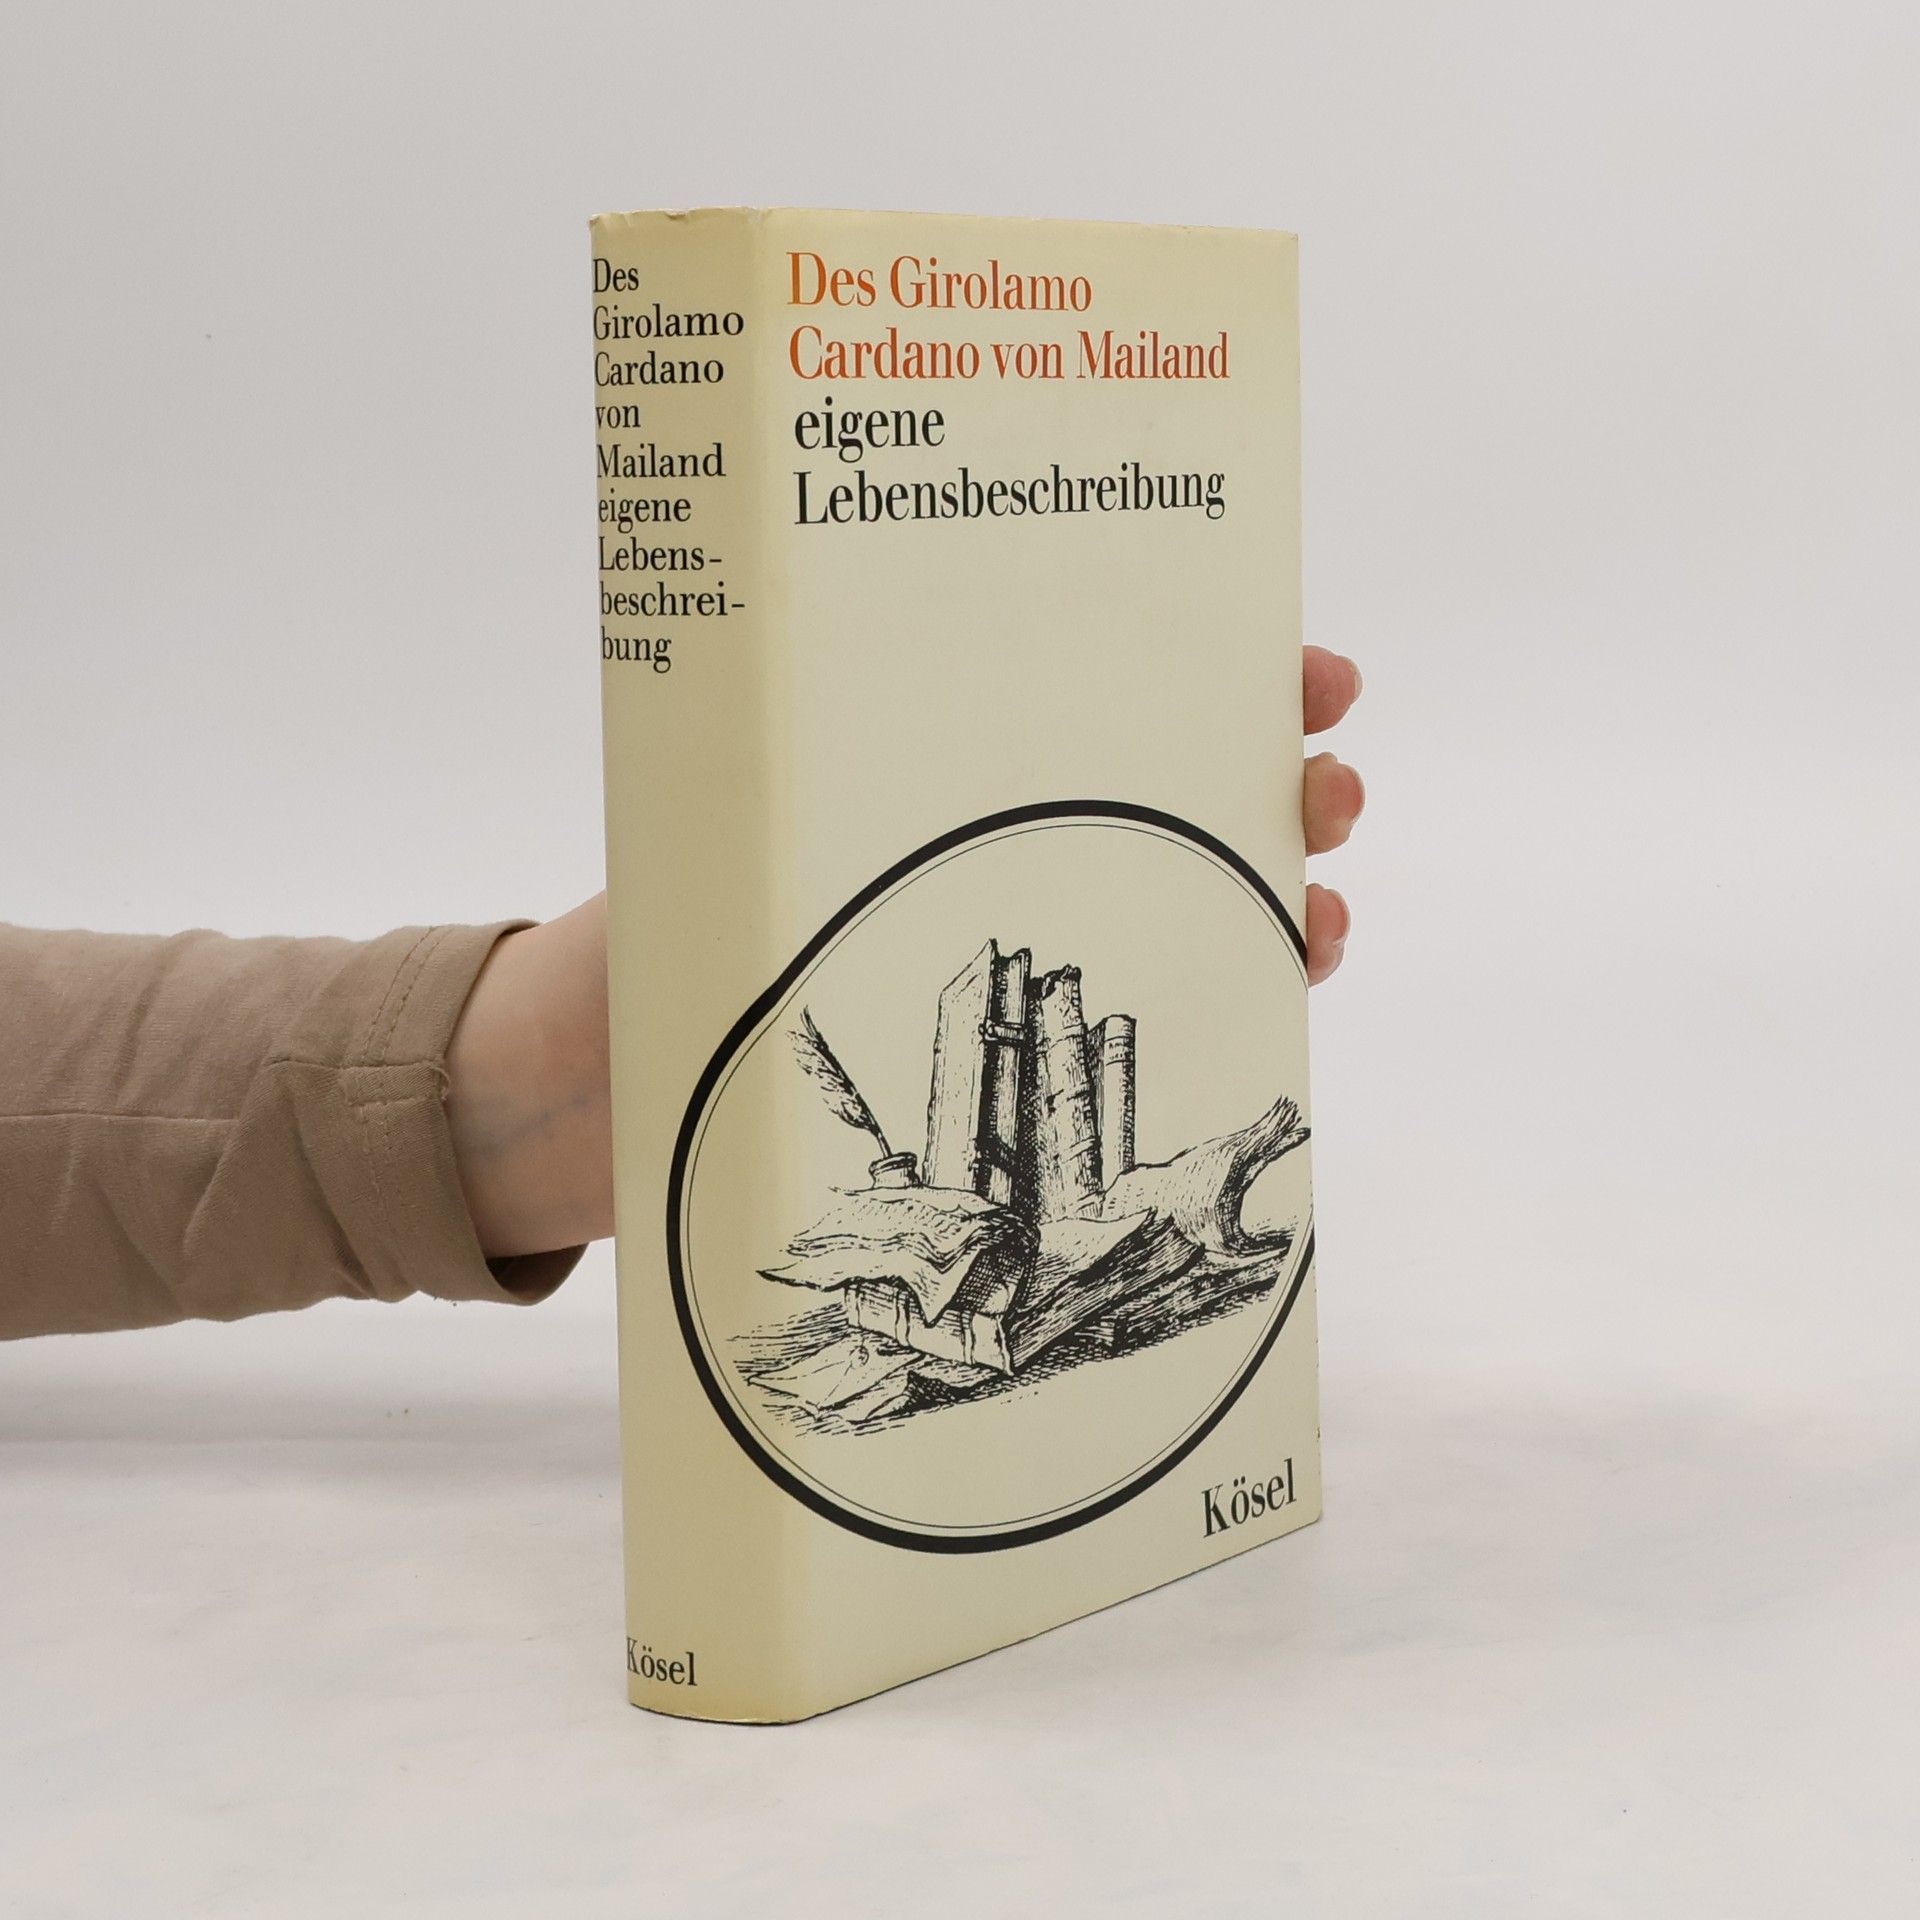 Des
Girolamo
Cardano
von
Mailand
eigene
Lebens-
beschrei-
bung
Kösel
Des Girolamo
Cardano von Mailand
eigene
Lebensbeschreibung
Kösel